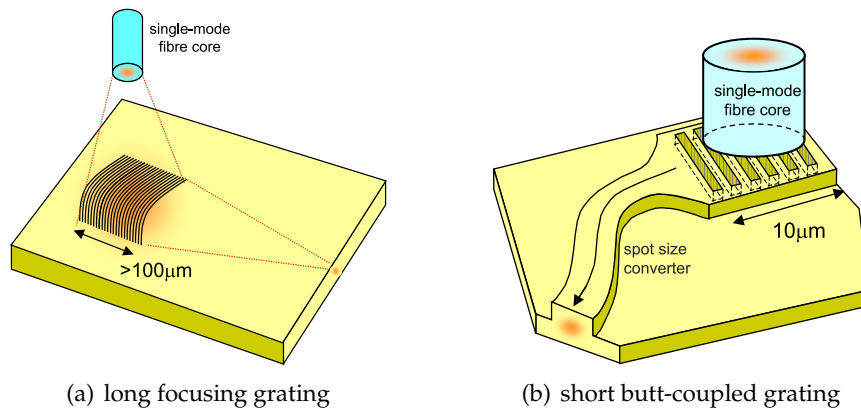 single-mode
fibre core
>100μm
(a) long focusing grating
single-mode
fibre core
10μm
spot size
converter
(b) short butt-coupled grating